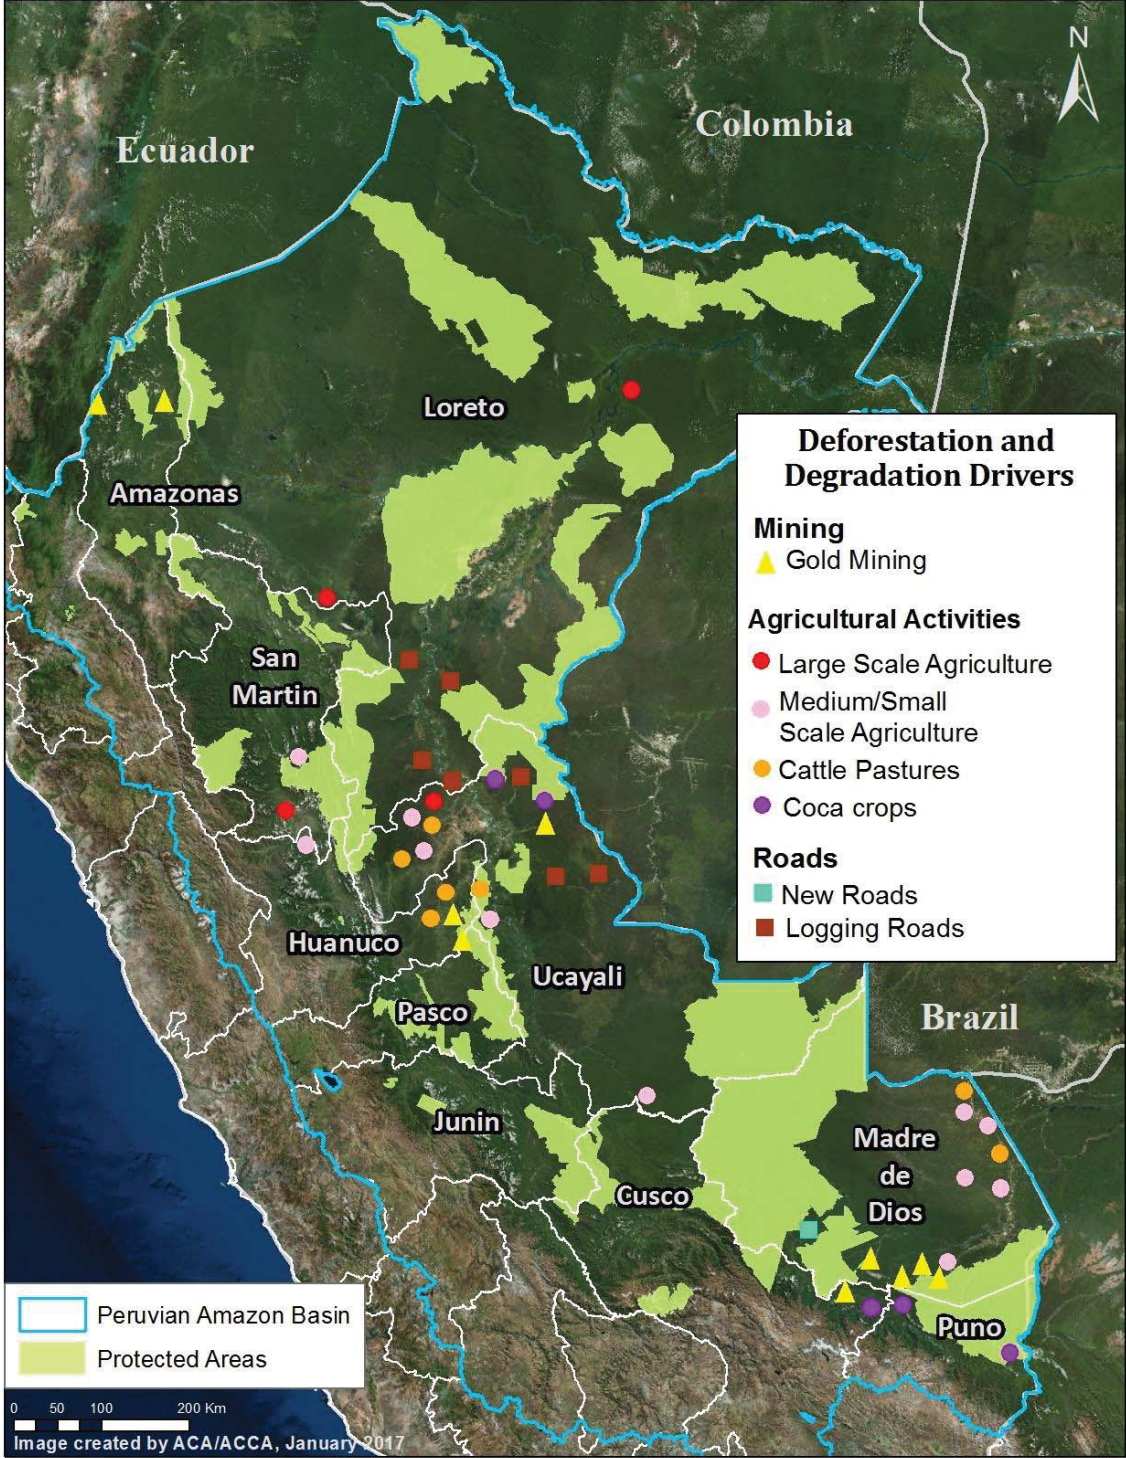 N
Colombia
Ecuador
Loreto
Amazonas
San
Martin
Huanuco
Ucayali
Pasco
Brazil
Junin
Madre
de
Dios
Cusco
Puno
Deforestation and
Degradation Drivers
Mining
Gold Mining
Agricultural Activities
Large Scale Agriculture
Medium/Small
Scale Agriculture
Cattle Pastures
Coca crops
Roads
New Roads
Logging Roads
Peruvian Amazon Basin
Protected Areas
0 50 100 200 Km
Image created by ACA/ACCA, January 2017